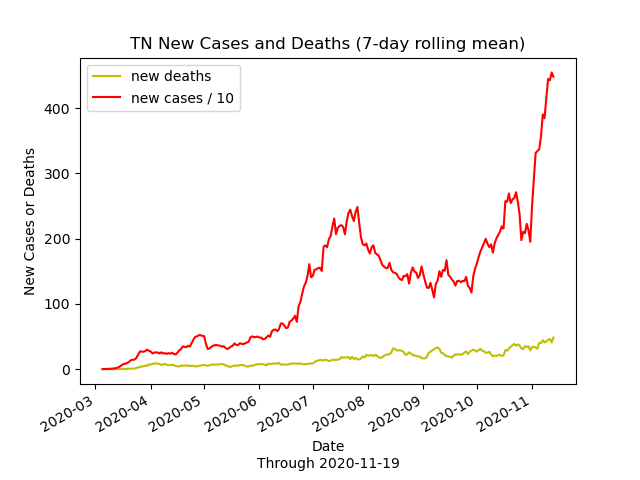 TN New Cases and Deaths (7-day rolling mean)
new deaths
new cases / 10
New Cases or Deaths
400
300
200
100
0
2020-03
2020-04
2020-05
2020-06
2020-07
2020-08
2020-09
2020-10
2020-11
Date
Through 2020-11-19